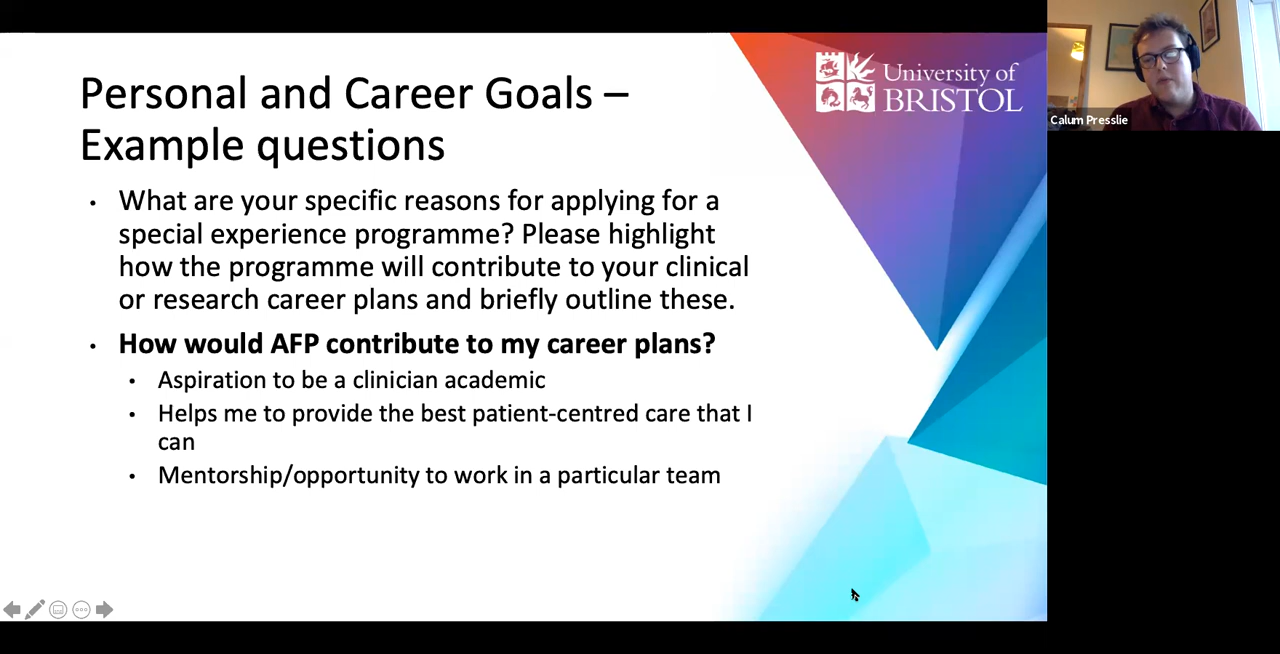 Personal and Career Goals –
Example questions
• What are your specific reasons for applying for a
special experience programme? Please highlight
how the programme will contribute to your clinical
or research career plans and briefly outline these.
• How would AFP contribute to my career plans?
• Aspiration to be a clinician academic
• Helps me to provide the best patient-centred care that I
can
• Mentorship/opportunity to work in a particular team
University of
BRISTOL
Calum Presslie